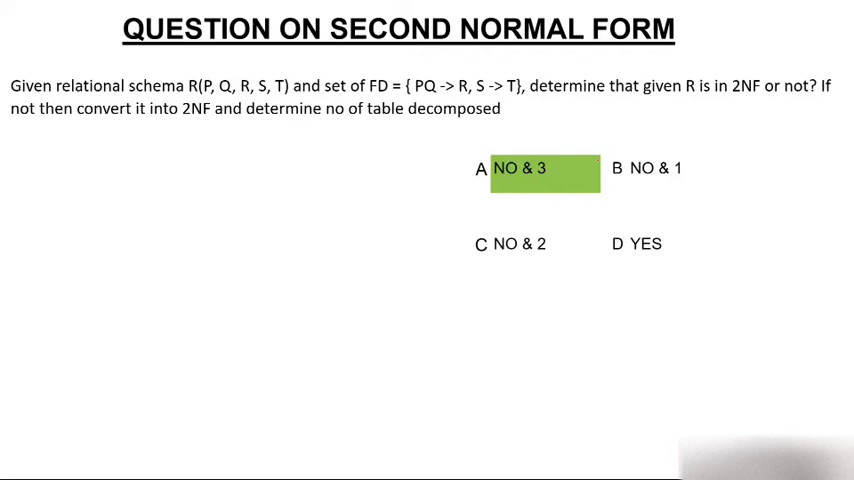 QUESTION ON SECOND NORMAL FORM
Given relational schema R(P, Q, R, S, T) and set of FD = { PQ -> R, S -> T}, determine that given R is in 2NF or not? If
not then convert it into 2NF and determine no of table decomposed
A NO & 3 B NO & 1
C NO & 2 D YES